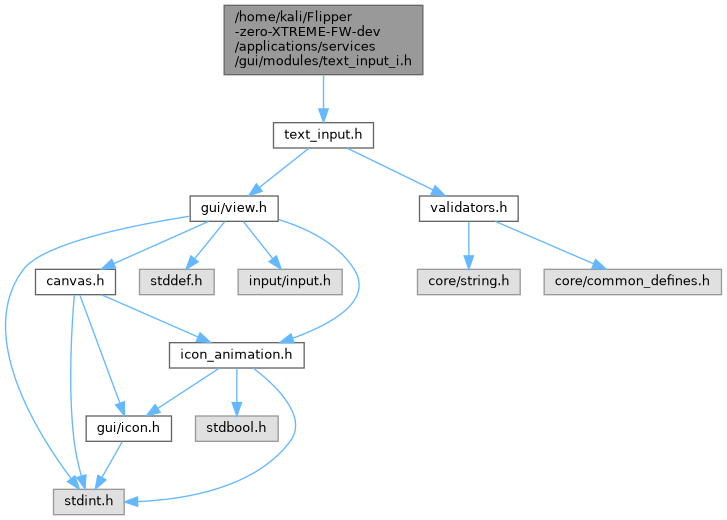 /home/kali/Flipper
-zero-XTREME-FW-dev
/applications/services
/gui/modules/text_input_i.h
text_input.h
gui/view.h
validators.h
canvas.h
stddef.h
input/input.h
core/string.h
core/common_defines.h
icon_animation.h
gui/icon.h
stdbool.h
stdint.h